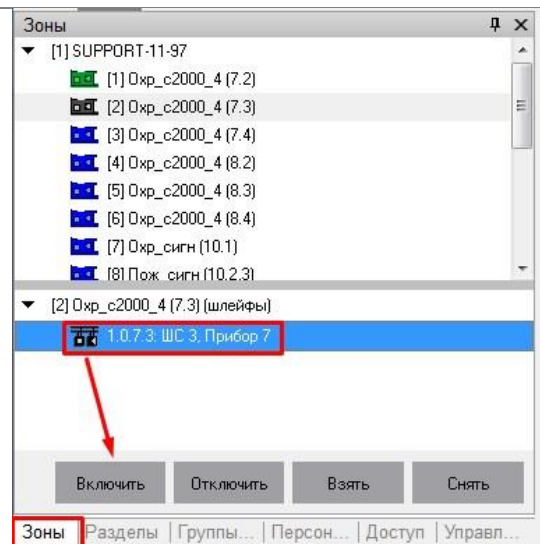 Зоны
[1] SUPPORT-11-97
[1] Охр_с2000_4 (7.2)
[2] Охр_с2000_4 (7.3)
[3] Охр_с2000_4 (7.4)
[4] Охр_с2000_4 (8.2)
[5] Охр_с2000_4 (8.3)
[6] Охр_с2000_4 (8.4)
[7] Охр_сигн (10.1)
[8] Пож_сигн (10.2,3)
[2] Охр_с2000_4 (7.3) (шлейфы)
1.0.7.3: ШС 3, Прибор 7
Включить Отключить Взять Снять
Зоны Разделы Группы... Персон... Доступ Управл...